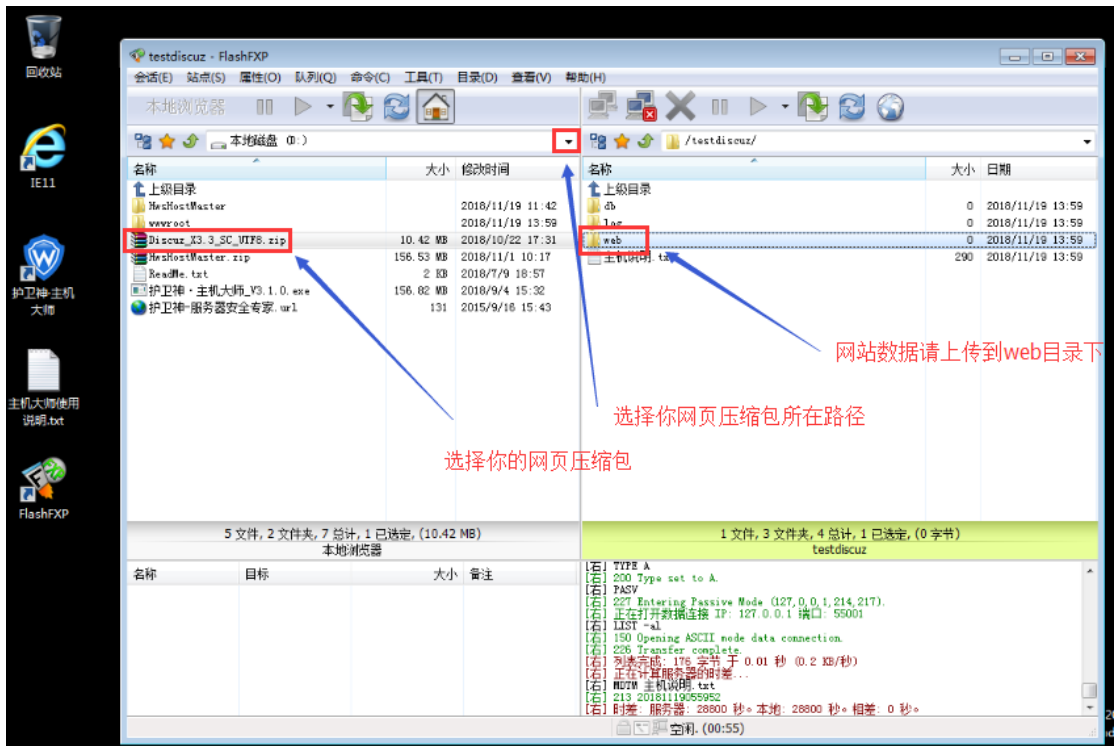 回收站
IE11
护卫神·主机
大师
主机大师使用
说明.txt
FlashFXP
testdiscuz - FlashFXP
会话(E) 站点(S) 属性(O) 队列(Q) 命令(C) 工具(T) 目录(D) 查看(V) 帮助(H)
本地浏览器
本地磁盘 (D:)
/testdiscuz/
名称 大小 修改时间
上级目录
HwsHostMaster 2018/11/19 11:42
wwwroot 2018/11/19 13:59
Discuz_X3.3_SC_UTF8.zip 10.42 MB 2018/10/22 17:31
HwsHostMaster.zip 156.53 MB 2018/11/1 10:17
ReadMe.txt 2 KB 2018/7/9 18:57
护卫神·主机大师_V3.1.0.exe 156.82 MB 2018/9/4 15:32
护卫神-服务器安全专家.url 131 2015/9/16 15:43
名称 大小 日期
上级目录
db 0 2018/11/19 13:59
log 0 2018/11/19 13:59
web 0 2018/11/19 13:59
主机说明.txt 290 2018/11/19 13:59
网站数据请上传到web目录下
选择你网页压缩包所在路径
选择你的网页压缩包
5 文件, 2 文件夹, 7 总计, 1 已选定, (10.42 MB)
本地浏览器
1 文件, 3 文件夹, 4 总计, 1 已选定, (0 字节)
testdiscuz
名称 目标 大小 备注
[右] TYPE A
[右] 200 Type set to A.
[右] PASV
[右] 227 Entering Passive Mode (127,0,0,1,214,217).
[右] 正在打开数据连接 IP: 127.0.0.1 端口: 55001
[右] LIST -al
[右] 150 Opening ASCII mode data connection.
[右] 226 Transfer complete.
[右] 列表完成: 176 字节 于 0.01 秒 (0.2 KB/秒)
[右] 正在计算服务器的时差...
[右] MDTM 主机说明.txt
[右] 213 20181119055952
[右] 时差: 服务器: 28800 秒。本地: 28800 秒。相差: 0 秒。
空闲. (00:55)